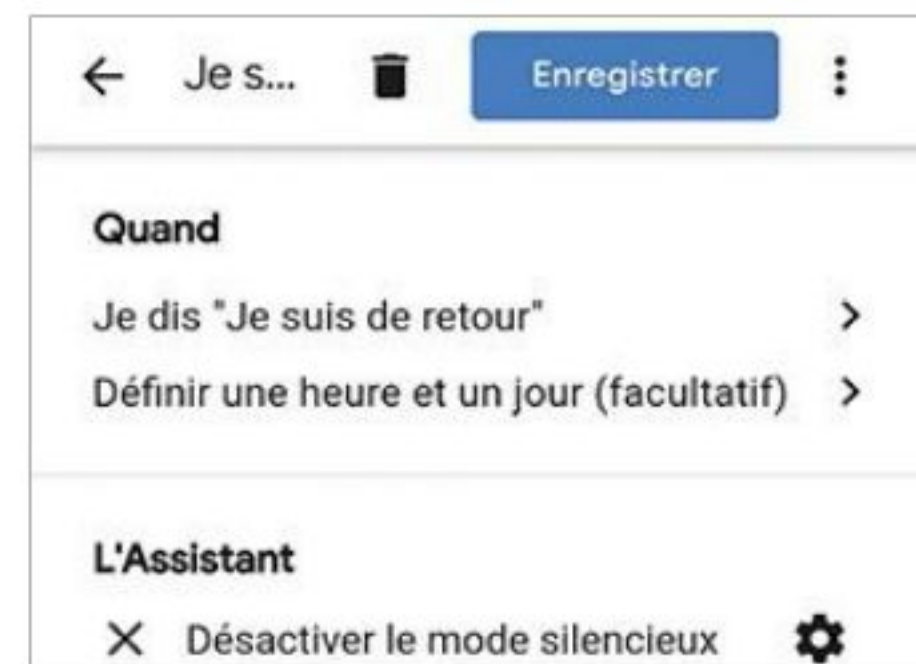 Je s...
Enregistrer
Quand
Je dis "Je suis de retour"
Définir une heure et un jour (facultatif)
L'Assistant
Désactiver le mode silencieux